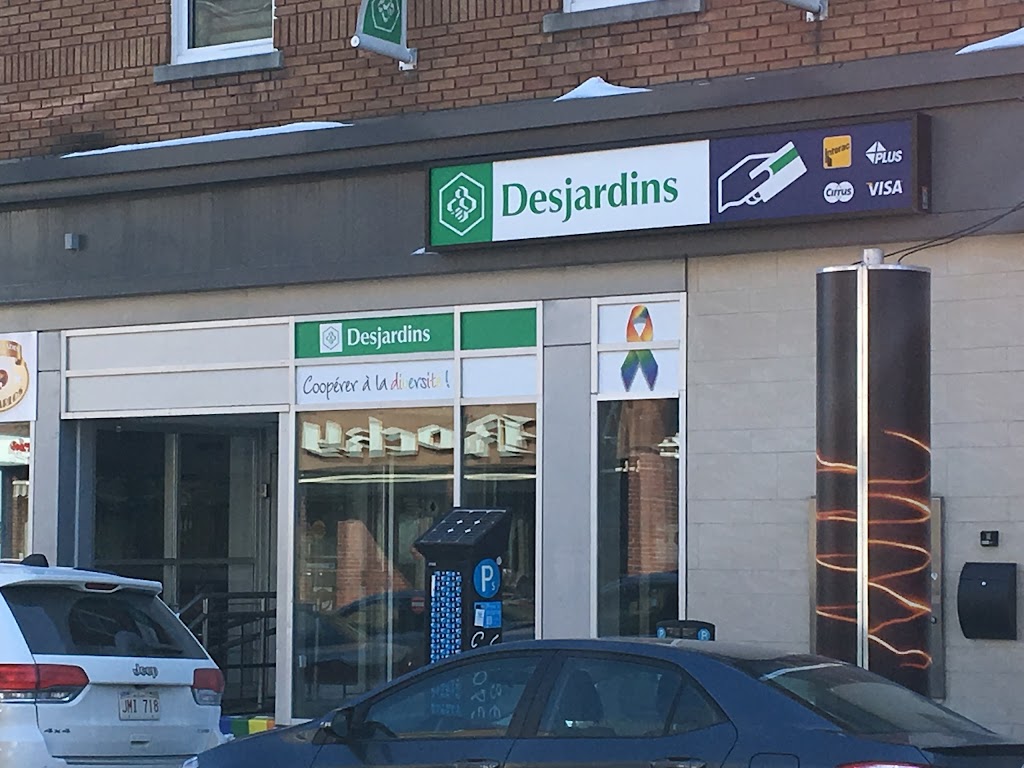 Desjardins
Interac
PLUS
Cirrus
VISA
Desjardins
Coopérer à la diversité !
P
$
Jeep
JMI 718
4x4
P